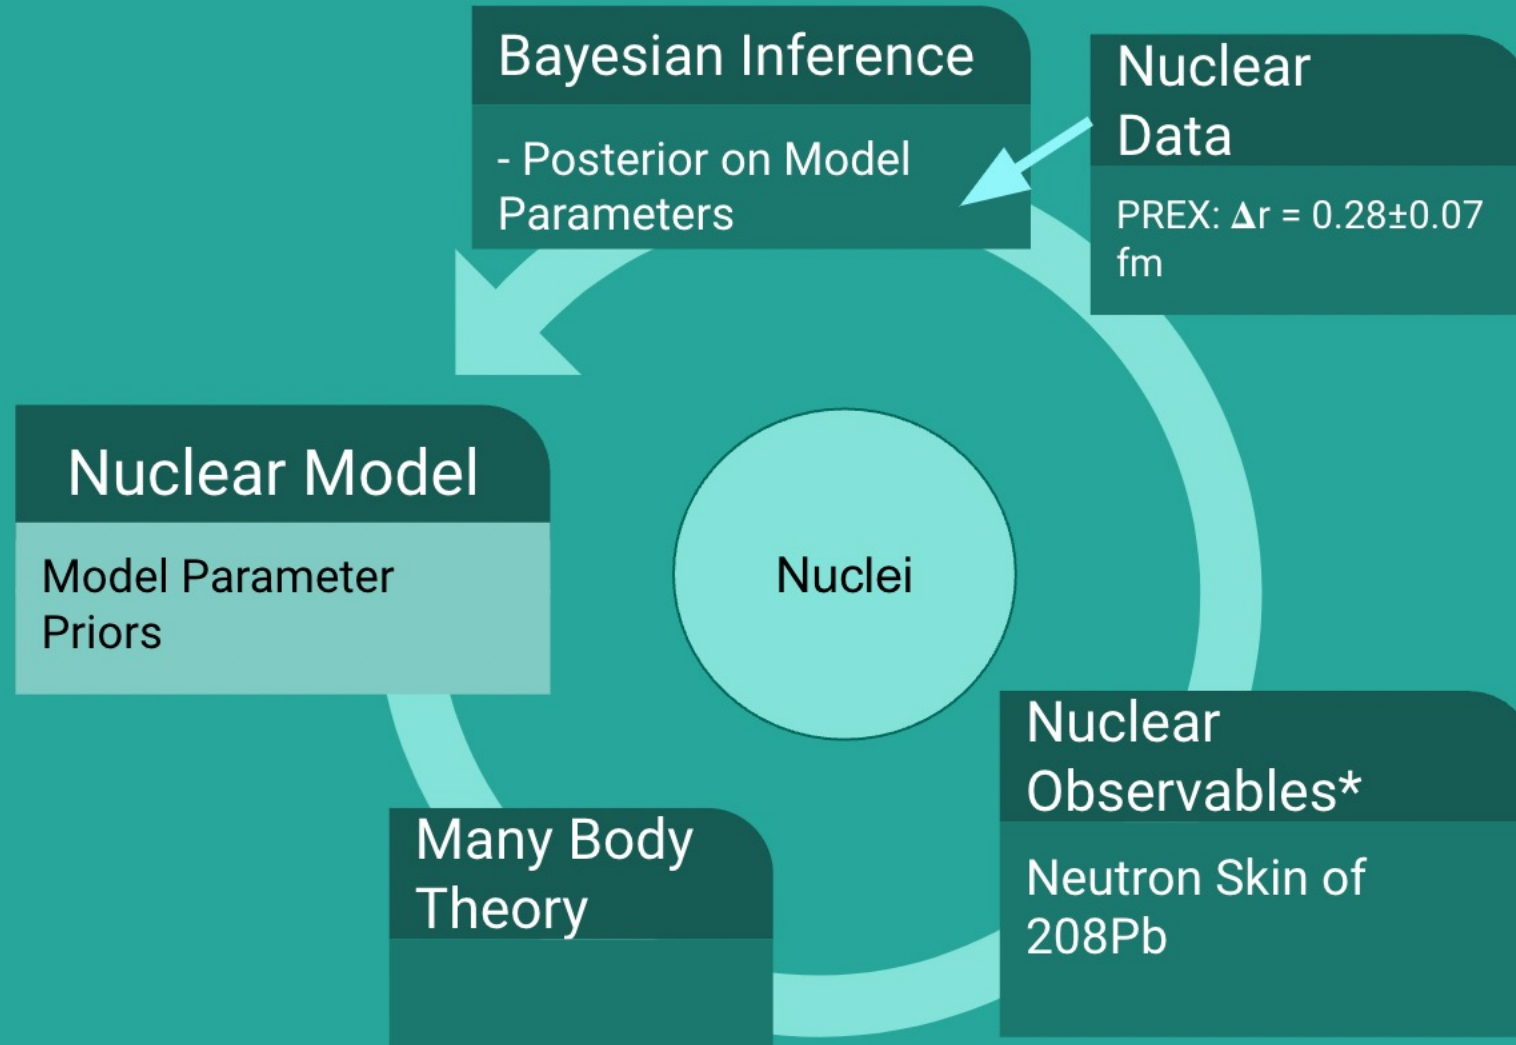 Bayesian Inference
- Posterior on Model
Parameters
Nuclear
Data
PREX: Δr = 0.28±0.07
fm
Nuclear Model
Model Parameter
Priors
Nuclei
Nuclear
Observables*
Neutron Skin of
208Pb
Many Body
Theory